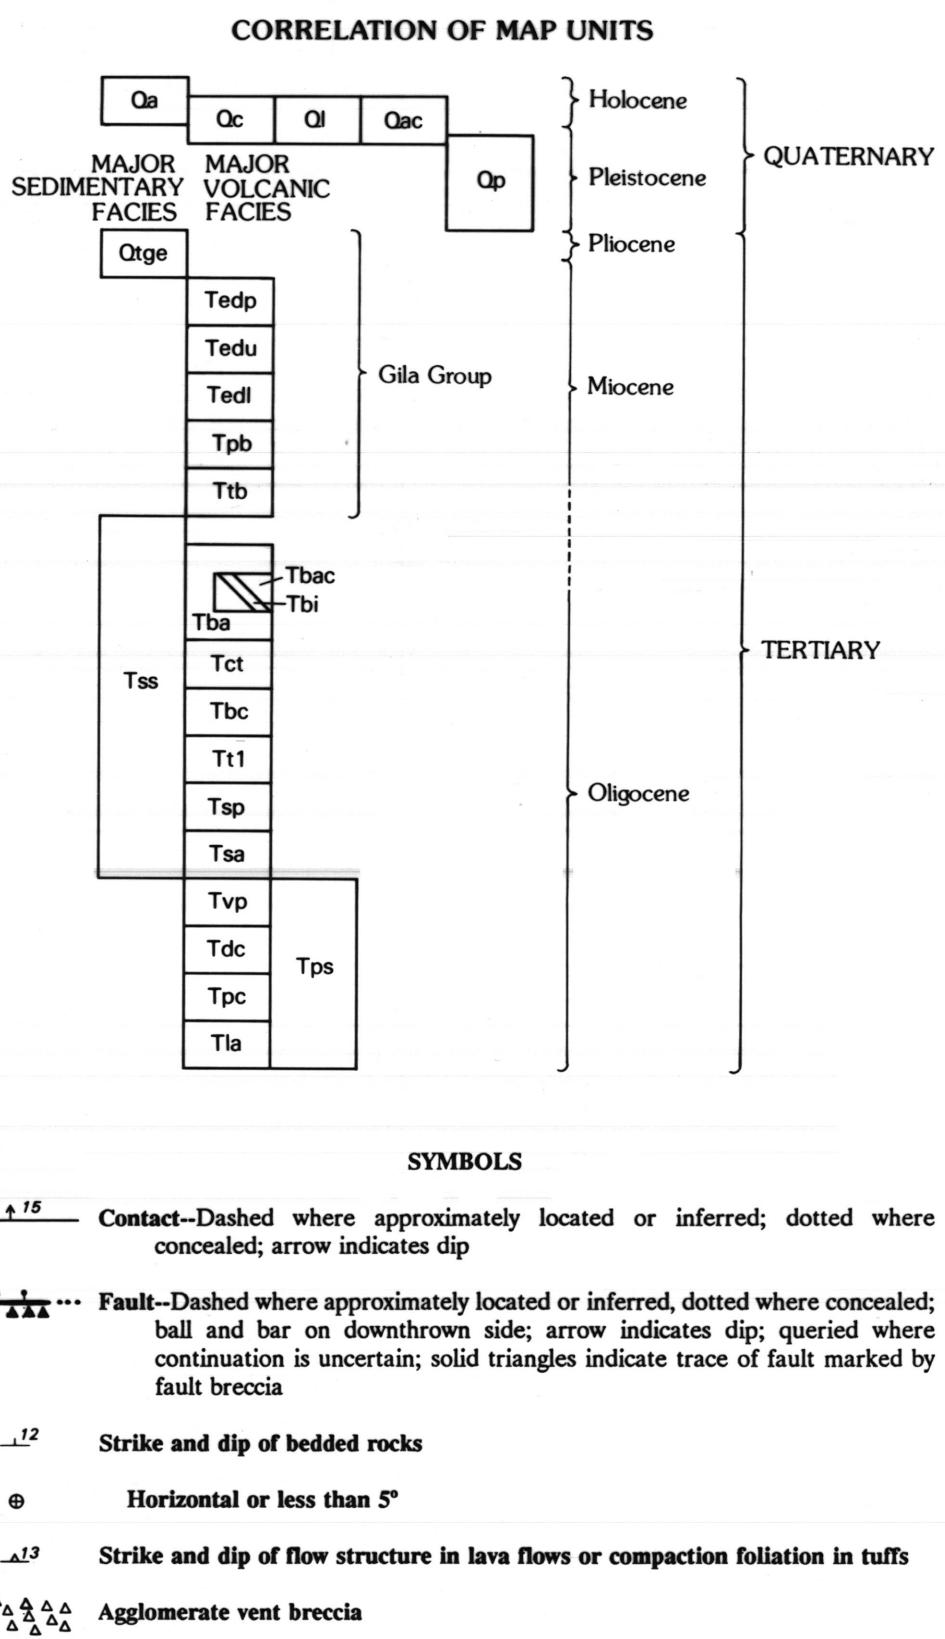 CORRELATION OF MAP UNITS
Qa
Qc
Ql
Qac
Qp
Holocene
Pleistocene
QUATERNARY
MAJOR
SEDIMENTARY
FACIES
MAJOR
VOLCANIC
FACIES
Qtge
Pliocene
Tedp
Tedu
Tedl
Tpb
Ttb
Gila Group
Miocene
Tbac
Tbi
Tba
Tss
Tct
Tbc
Tt1
Tsp
Tsa
Oligocene
TERTIARY
Tvp
Tdc
Tpc
Tla
Tps
SYMBOLS
15
Contact--Dashed where approximately located or inferred; dotted where
concealed; arrow indicates dip
Fault--Dashed where approximately located or inferred, dotted where concealed;
ball and bar on downthrown side; arrow indicates dip; queried where
continuation is uncertain; solid triangles indicate trace of fault marked by
fault breccia
12
Strike and dip of bedded rocks
Horizontal or less than 5°
13
Strike and dip of flow structure in lava flows or compaction foliation in tuffs
Agglomerate vent breccia